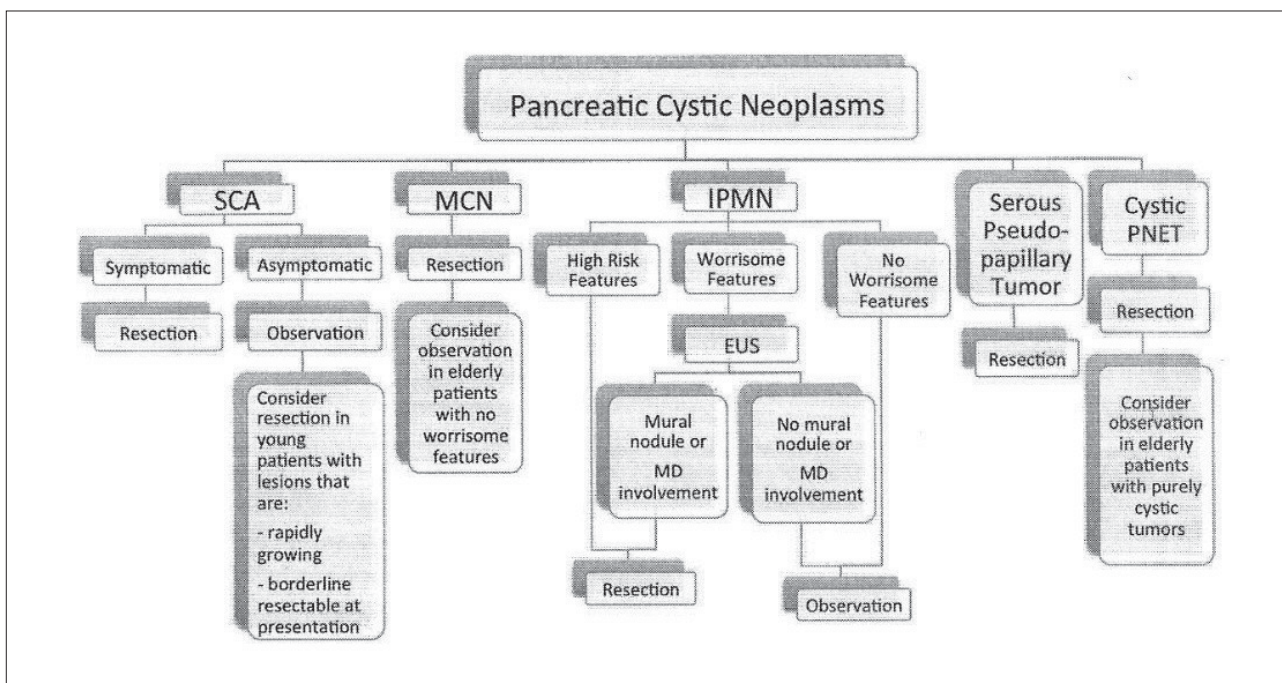 Pancreatic Cystic Neoplasms
SCA
Symptomatic
Resection
Asymptomatic
Observation
Consider
resection in
young
patients with
lesions that
are:
- rapidly
growing
- borderline
resectable at
presentation
MCN
Resection
Consider
observation
in elderly
patients
with no
worrisome
features
IPMN
High Risk
Features
Worrisome
Features
EUS
Mural
nodule or
MD
involvement
No mural
nodule or
MD
involvement
Resection
No
Worrisome
Features
Observation
Serous
Pseudo-
papillary
Tumor
Resection
Cystic
PNET
Resection
Consider
observation
in elderly
patients
with purely
cystic
tumors